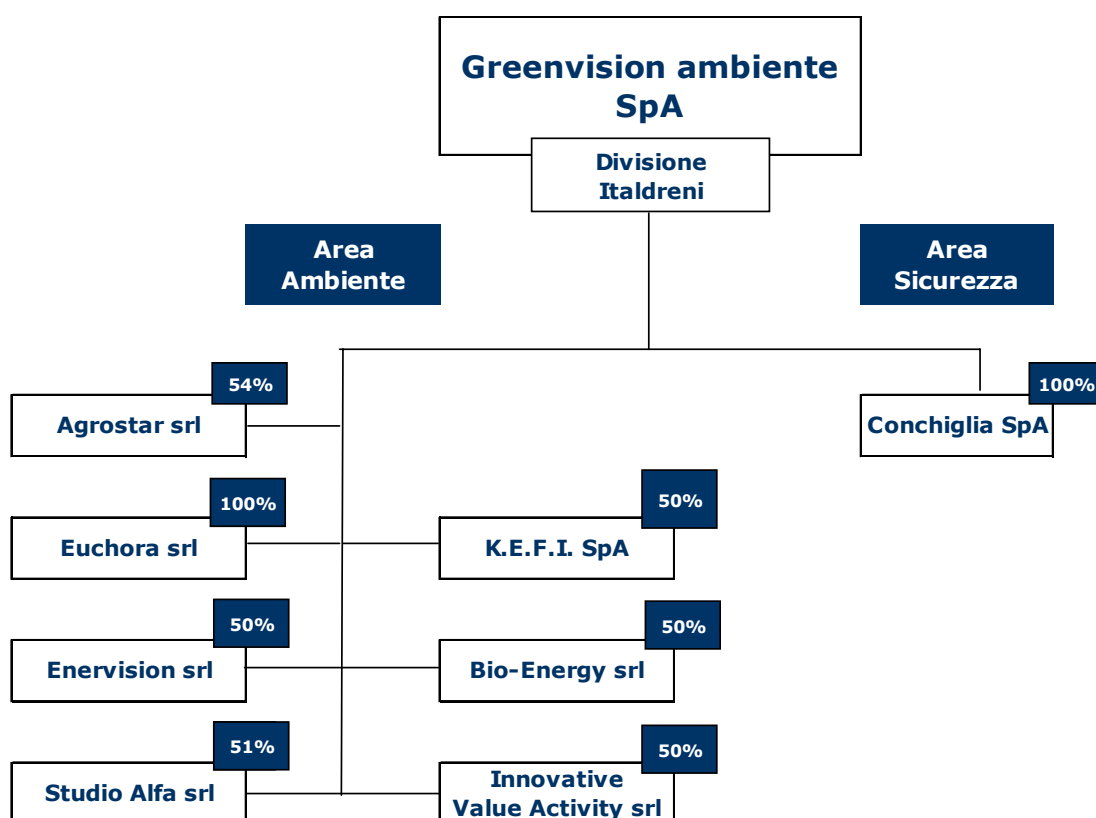 Greenvision ambiente
SpA
Divisione
Italdreni
Area
Ambiente
Area
Sicurezza
54%
Agrostar srl
100%
Conchiglia SpA
100%
Euchora srl
50%
K.E.F.I. SpA
50%
Enervision srl
50%
Bio-Energy srl
51%
Studio Alfa srl
50%
Innovative
Value Activity srl